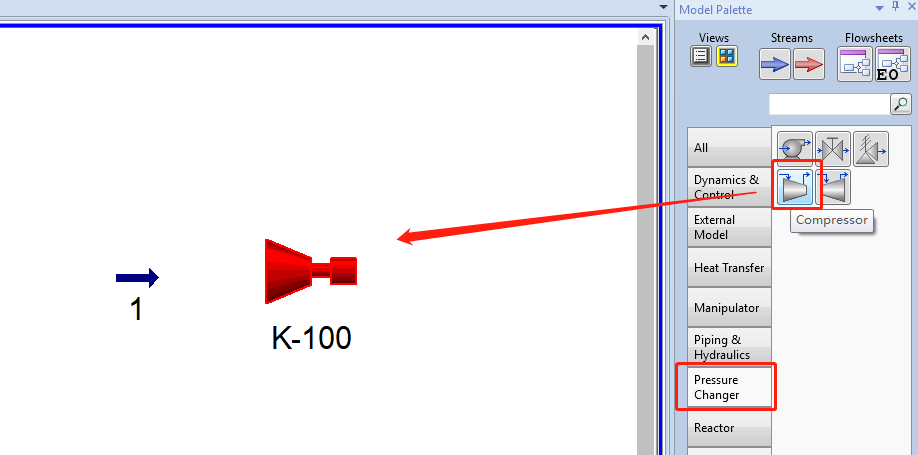 Model Palette
Views
Streams
Flowsheets
EO
All
Dynamics &
Control
External
Model
Heat Transfer
Manipulator
Piping &
Hydraulics
Pressure
Changer
Reactor
Compressor
1
K-100